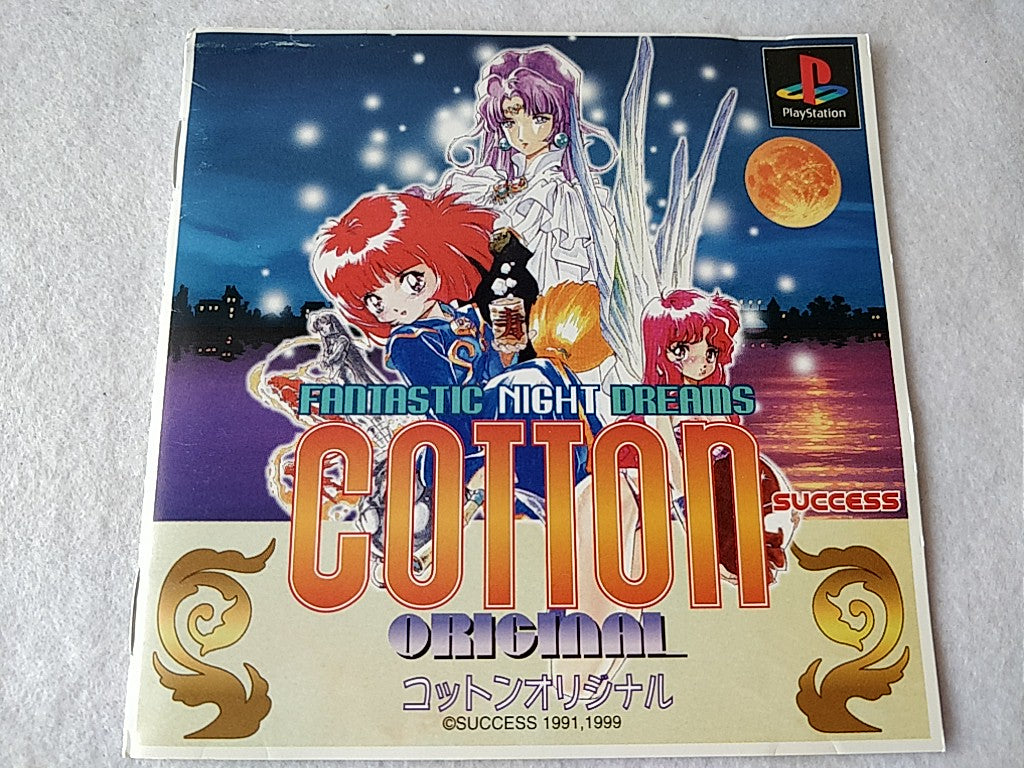 PlayStation
FANTASTIC NIGHT DREAMS
COTTON
SUCCESS
ORIGINAL
コットンオリジナル
©SUCCESS 1991,1999